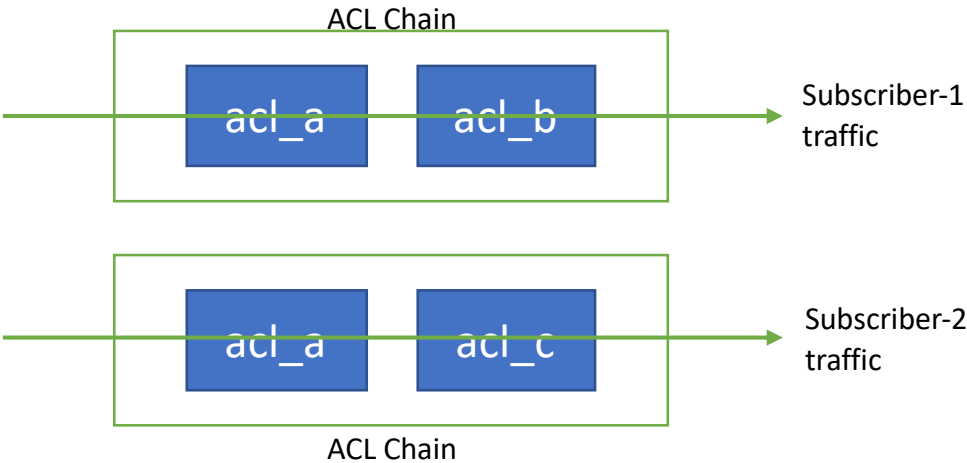 ACL Chain
acl_a
acl_b
Subscriber-1
traffic
acl_a
acl_c
Subscriber-2
traffic
ACL Chain